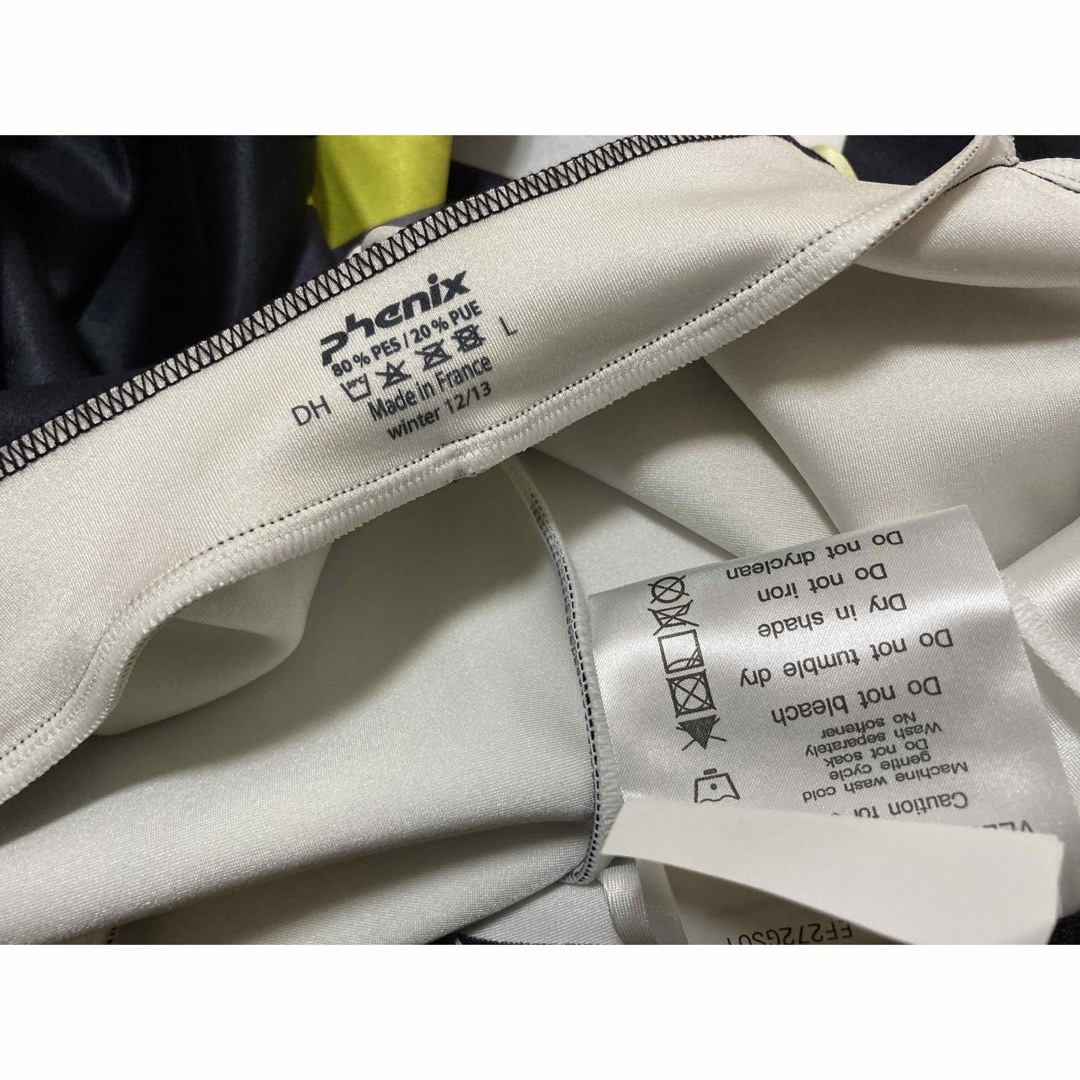 phenix
80% PES / 20% PUE
DH
L
Made in France
winter 12/13
Caution for
Machine wash cold
gentle cycle
Do not soak
Wash separately
No softener
Do not bleach
Do not tumble dry
Dry in shade
Do not iron
Do not dryclean
EF272GS01